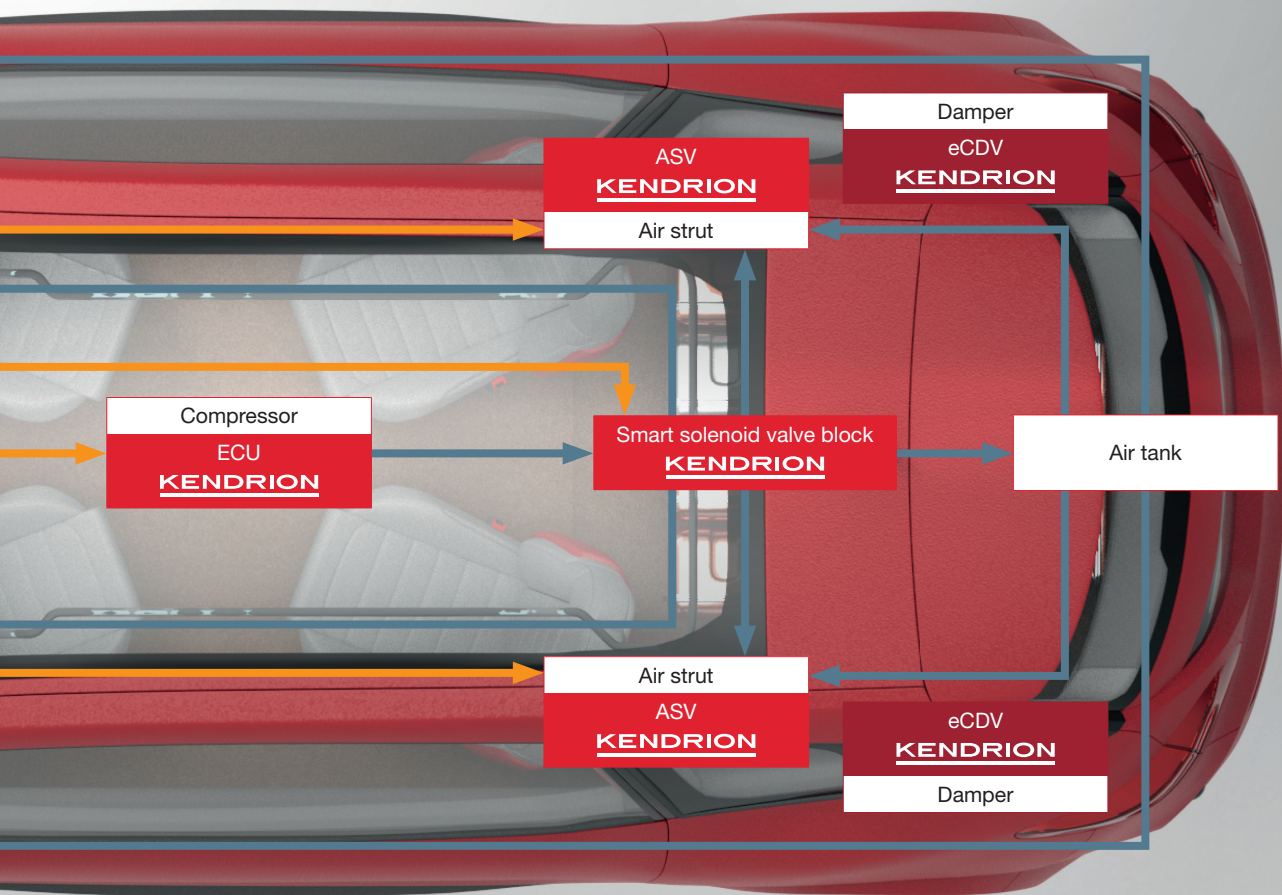 Damper
eCDV
KENDRION
ASV
KENDRION
Air strut
Compressor
ECU
KENDRION
Smart solenoid valve block
KENDRION
Air tank
Air strut
ASV
KENDRION
eCDV
KENDRION
Damper